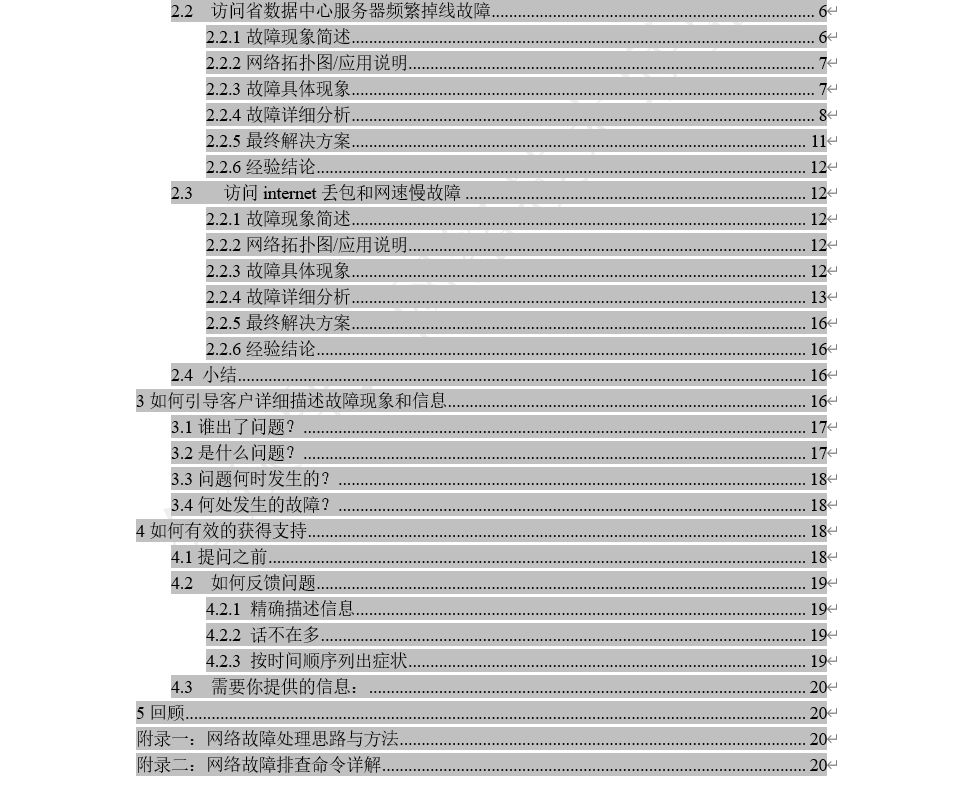 2.2 访问省数据中心服务器频繁掉线故障........ 6
2.2.1 故障现象简述........ 6
2.2.2 网络拓扑图/应用说明........ 7
2.2.3 故障具体现象........ 7
2.2.4 故障详细分析........ 8
2.2.5 最终解决方案........ 11
2.2.6 经验结论........ 12
2.3 访问 internet 丢包和网速慢故障........ 12
2.2.1 故障现象简述........ 12
2.2.2 网络拓扑图/应用说明........ 12
2.2.3 故障具体现象........ 12
2.2.4 故障详细分析........ 13
2.2.5 最终解决方案........ 16
2.2.6 经验结论........ 16
2.4 小结........ 16
3 如何引导客户详细描述故障现象和信息........ 16
3.1 谁出了问题？........ 17
3.2 是什么问题？........ 17
3.3 问题何时发生的？........ 18
3.4 何处发生的故障？........ 18
4 如何有效的获得支持........ 18
4.1 提问之前........ 18
4.2 如何反馈问题........ 19
4.2.1 精确描述信息........ 19
4.2.2 话不在多........ 19
4.2.3 按时间顺序列出症状........ 19
4.3 需要你提供的信息：........ 20
5 回顾........ 20
附录一：网络故障处理思路与方法........ 20
附录二：网络故障排查命令详解........ 20